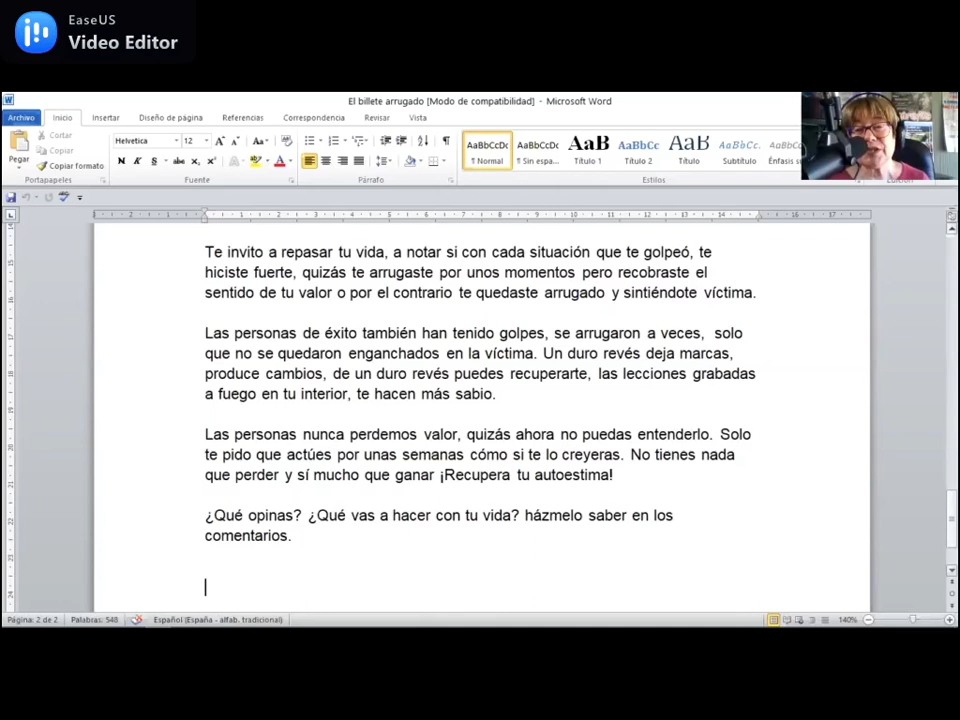 EaseUS
Video Editor
El billete arrugado [Modo de compatibilidad] - Microsoft Word
Archivo Inicio Insertar Diseño de página Referencias Correspondencia Revisar Vista
Pegar
Cortar
Copiar
Copiar formato
Portapapeles
Helvetica 12
N K S abc x₂ x²
Fuente
Párrafo
AaBbCcDc AaBbCcDc AaB AaBbCc AaB AaBbCc AaBbCcDc
¶ Normal ¶ Sin espa... Título 1 Título 2 Título Subtítulo Énfasis
Estilos
Te invito a repasar tu vida, a notar si con cada situación que te golpeó, te
hiciste fuerte, quizás te arrugaste por unos momentos pero recobraste el
sentido de tu valor o por el contrario te quedaste arrugado y sintiéndote víctima.
Las personas de éxito también han tenido golpes, se arrugaron a veces, solo
que no se quedaron enganchados en la víctima. Un duro revés deja marcas,
produce cambios, de un duro revés puedes recuperarte, las lecciones grabadas
a fuego en tu interior, te hacen más sabio.
Las personas nunca perdemos valor, quizás ahora no puedas entenderlo. Solo
te pido que actúes por unas semanas cómo si te lo creyeras. No tienes nada
que perder y sí mucho que ganar ¡Recupera tu autoestima!
¿Qué opinas? ¿Qué vas a hacer con tu vida? házmelo saber en los
comentarios.
Página: 2 de 2 Palabras: 548 Español (España - alfab. tradicional) 140%